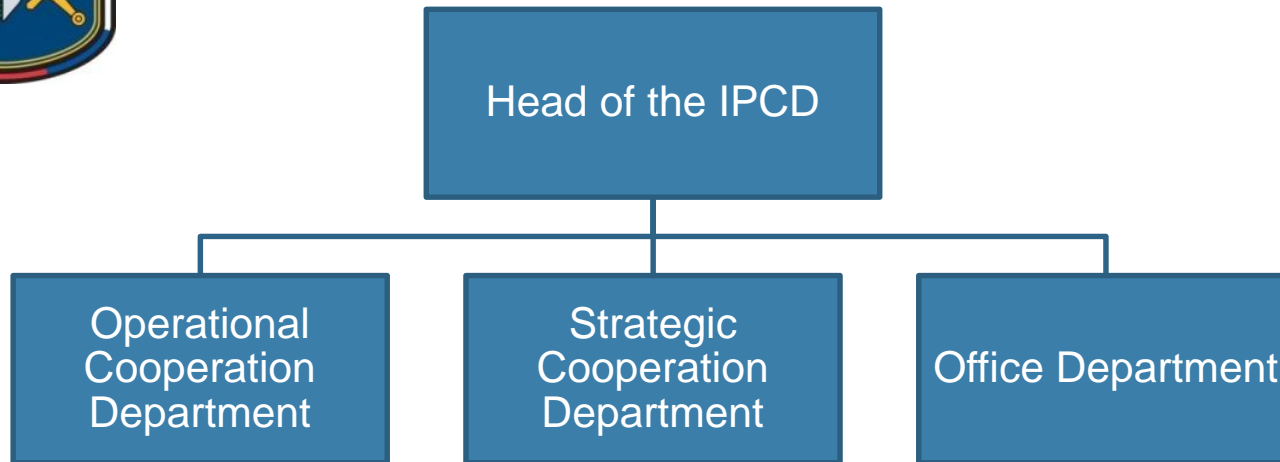 Head of the IPCD
Operational
Cooperation
Department
Strategic
Cooperation
Department
Office Department